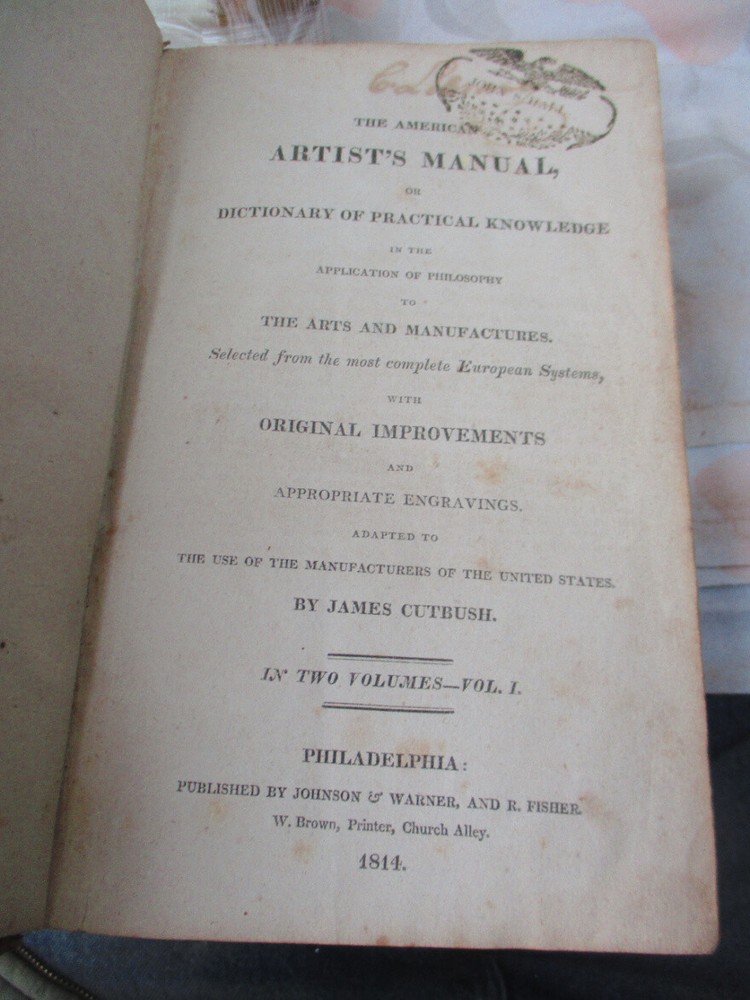 JOHN HALL
THE AMERICAN
ARTIST'S MANUAL,
OR
DICTIONARY OF PRACTICAL KNOWLEDGE
IN THE
APPLICATION OF PHILOSOPHY
TO
THE ARTS AND MANUFACTURES.
Selected from the most complete European Systems,
WITH
ORIGINAL IMPROVEMENTS
AND
APPROPRIATE ENGRAVINGS.
ADAPTED TO
THE USE OF THE MANUFACTURERS OF THE UNITED STATES.
BY JAMES CUTBUSH.
IN TWO VOLUMES—VOL. I.
PHILADELPHIA:
PUBLISHED BY JOHNSON & WARNER, AND R. FISHER.
W. Brown, Printer, Church Alley.
1814.